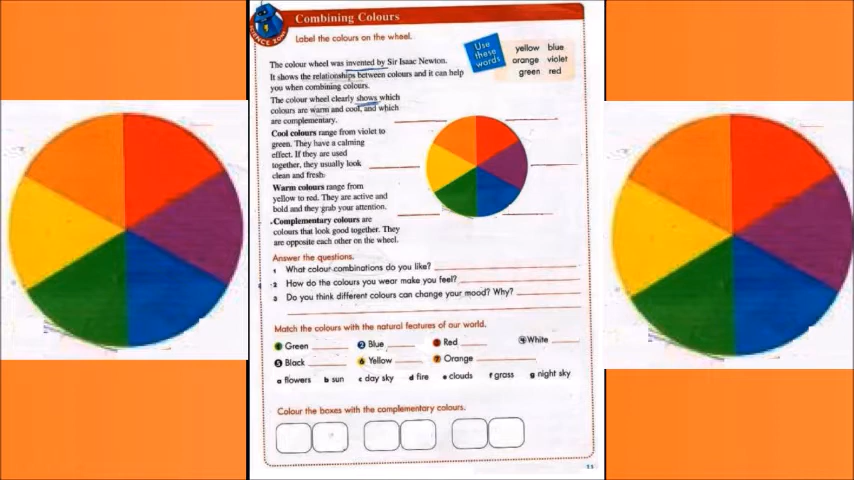 SCIENCE ZONE
Combining Colours
Label the colours on the wheel.
Use
these
words
yellow blue
orange violet
green red
The colour wheel was invented by Sir Isaac Newton.
It shows the relationships between colours and it can help
you when combining colours.
The colour wheel clearly shows which
colours are warm and cool, and which
are complementary.
Cool colours range from violet to
green. They have a calming
effect. If they are used
together, they usually look
clean and fresh.
Warm colours range from
yellow to red. They are active and
bold and they grab your attention.
Complementary colours are
colours that look good together. They
are opposite each other on the wheel.
Answer the questions.
1 What colour combinations do you like?
2 How do the colours you wear make you feel?
3 Do you think different colours can change your mood? Why?
Match the colours with the natural features of our world.
1 Green 2 Blue 3 Red 4 White
5 Black 6 Yellow 7 Orange
a flowers b sun c day sky d fire e clouds f grass g night sky
Colour the boxes with the complementary colours.